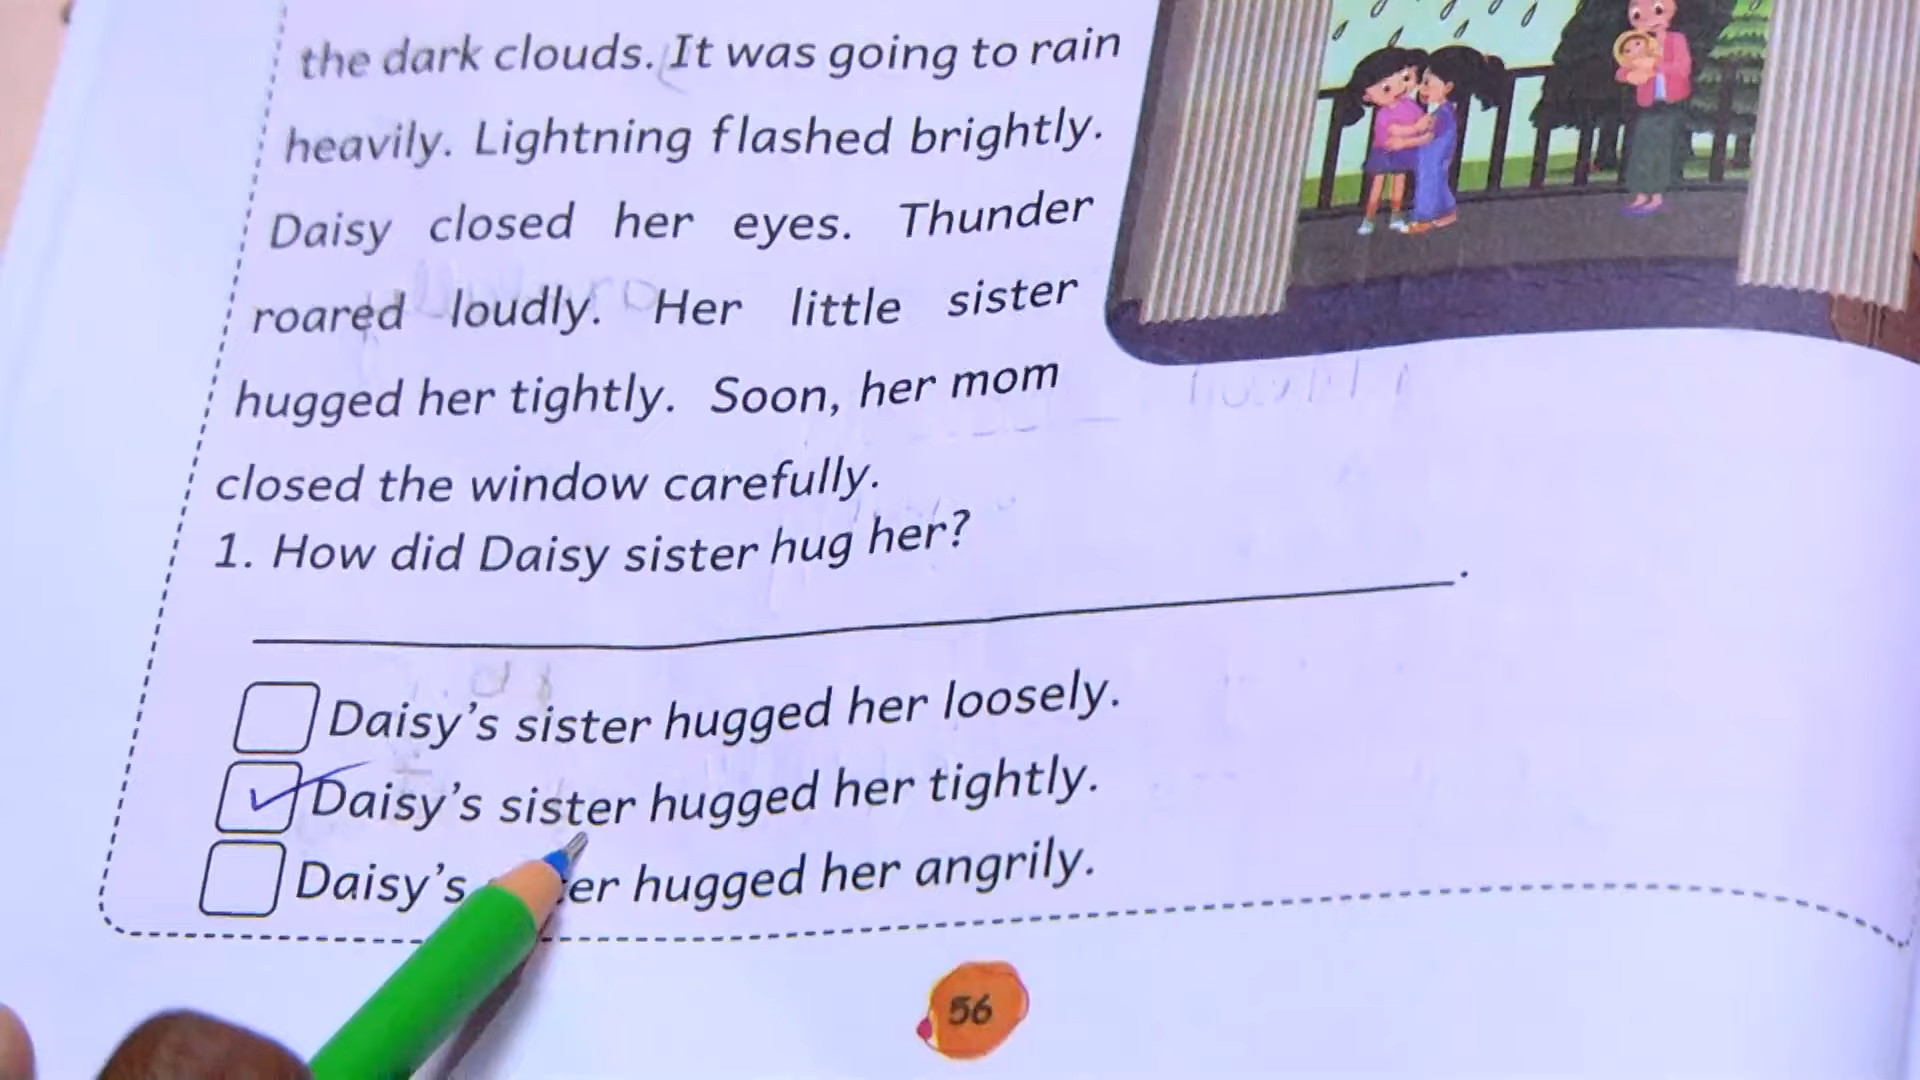 the dark clouds. It was going to rain
heavily. Lightning flashed brightly.
Daisy closed her eyes. Thunder
roared loudly. Her little sister
hugged her tightly. Soon, her mom
closed the window carefully.
1. How did Daisy sister hug her?
Daisy's sister hugged her loosely.
Daisy's sister hugged her tightly.
Daisy's er hugged her angrily.
56